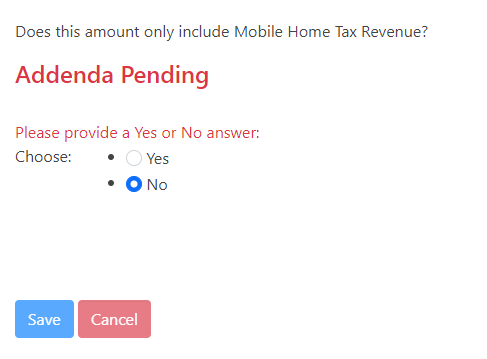 Does this amount only include Mobile Home Tax Revenue?
Addenda Pending
Please provide a Yes or No answer:
Choose:
Yes
No
Save Cancel